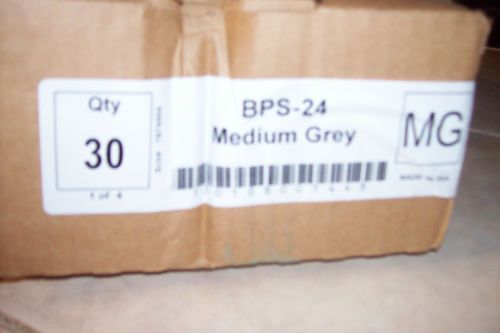 Qty
30
1 of 4
BPS-24
Medium Grey
MG